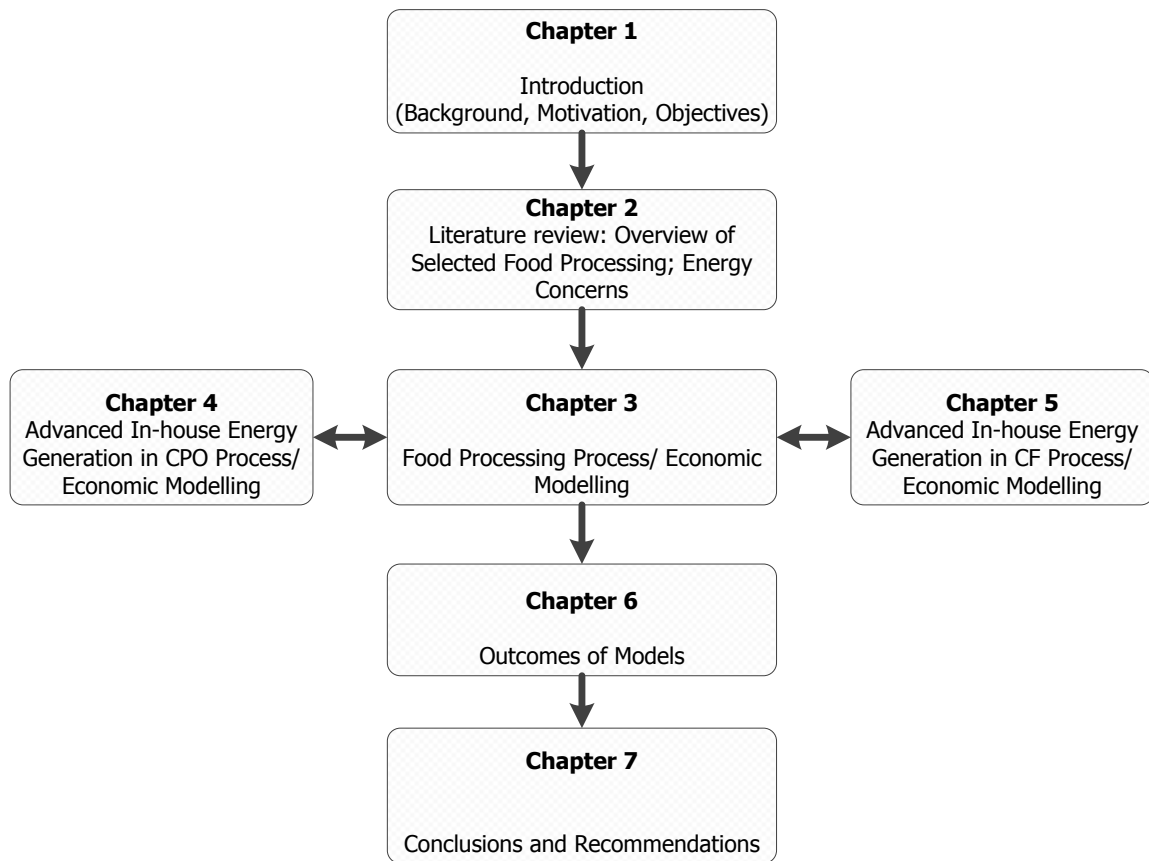 Chapter 1
Introduction
(Background, Motivation, Objectives)
Chapter 2
Literature review: Overview of
Selected Food Processing; Energy
Concerns
Chapter 4
Advanced In-house Energy
Generation in CPO Process/
Economic Modelling
Chapter 3
Food Processing Process/ Economic
Modelling
Chapter 5
Advanced In-house Energy
Generation in CF Process/
Economic Modelling
Chapter 6
Outcomes of Models
Chapter 7
Conclusions and Recommendations